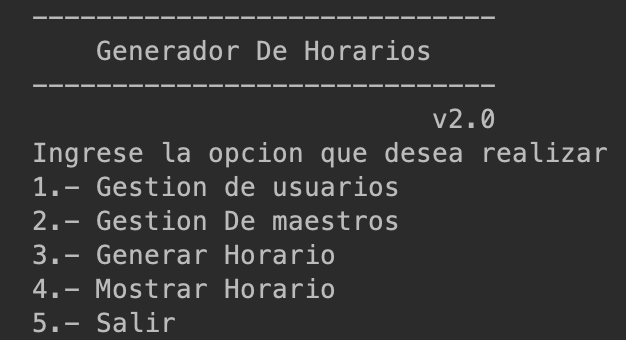 -----------------------------
Generador De Horarios
-----------------------------
v2.0
Ingrese la opcion que desea realizar
1.- Gestion de usuarios
2.- Gestion De maestros
3.- Generar Horario
4.- Mostrar Horario
5.- Salir